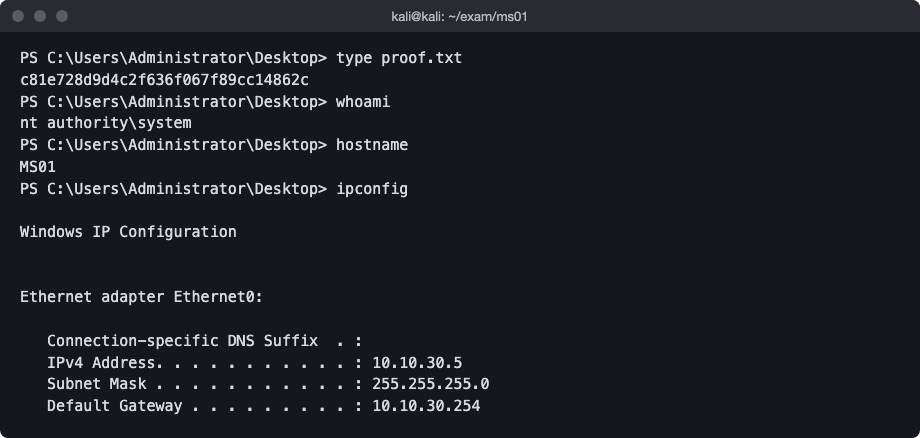 kali@kali: ~/exam/ms01
PS C:\Users\Administrator\Desktop> type proof.txt
c81e728d9d4c2f636f067f89cc14862c
PS C:\Users\Administrator\Desktop> whoami
nt authority\system
PS C:\Users\Administrator\Desktop> hostname
MS01
PS C:\Users\Administrator\Desktop> ipconfig
Windows IP Configuration
Ethernet adapter Ethernet0:
   Connection-specific DNS Suffix  . :
   IPv4 Address. . . . . . . . . . . : 10.10.30.5
   Subnet Mask . . . . . . . . . . . : 255.255.255.0
   Default Gateway . . . . . . . . . : 10.10.30.254